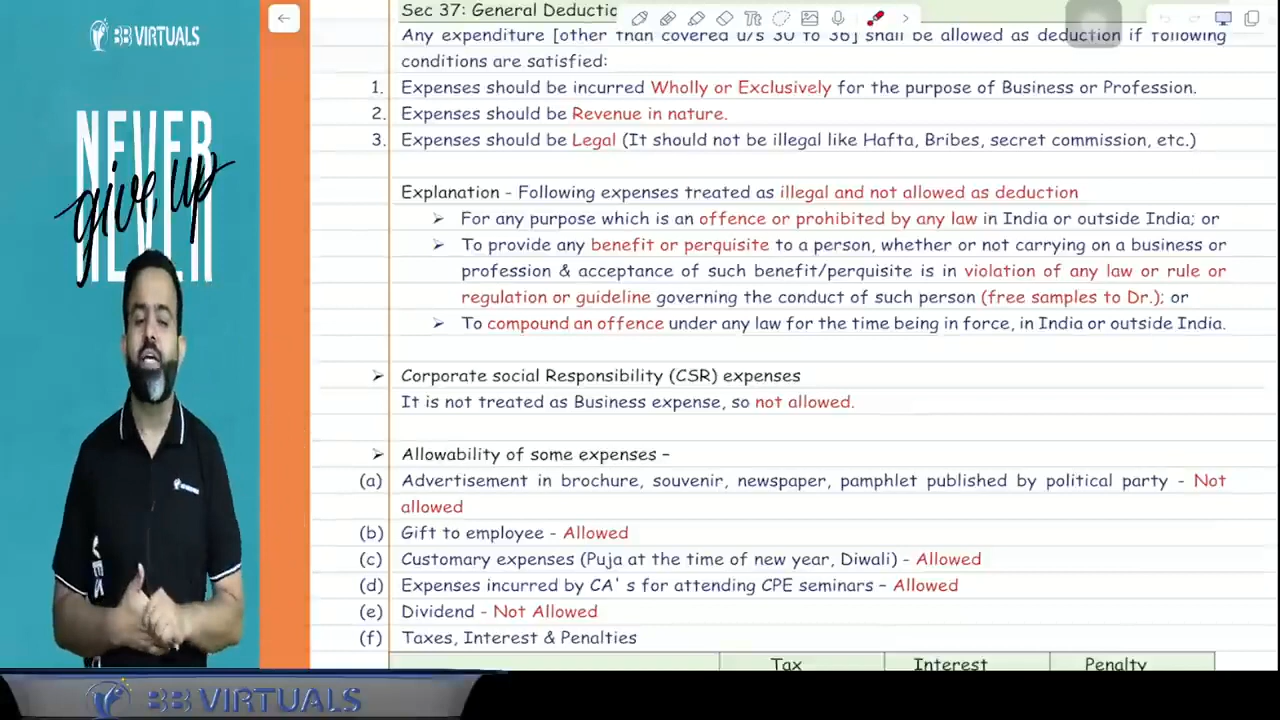 BB VIRTUALS
NEVER
give up
NEVER
Sec 37: General Deductio
Any expenditure [other than covered u/s 30 to 36] shall be allowed as deduction if following
conditions are satisfied:
1. Expenses should be incurred Wholly or Exclusively for the purpose of Business or Profession.
2. Expenses should be Revenue in nature.
3. Expenses should be Legal (It should not be illegal like Hafta, Bribes, secret commission, etc.)
Explanation - Following expenses treated as illegal and not allowed as deduction
➢ For any purpose which is an offence or prohibited by any law in India or outside India; or
➢ To provide any benefit or perquisite to a person, whether or not carrying on a business or
profession & acceptance of such benefit/perquisite is in violation of any law or rule or
regulation or guideline governing the conduct of such person (free samples to Dr.); or
➢ To compound an offence under any law for the time being in force, in India or outside India.
➢ Corporate social Responsibility (CSR) expenses
It is not treated as Business expense, so not allowed.
➢ Allowability of some expenses –
(a) Advertisement in brochure, souvenir, newspaper, pamphlet published by political party - Not
allowed
(b) Gift to employee - Allowed
(c) Customary expenses (Puja at the time of new year, Diwali) - Allowed
(d) Expenses incurred by CA' s for attending CPE seminars – Allowed
(e) Dividend - Not Allowed
(f) Taxes, Interest & Penalties
Tax Interest Penalty
BB VIRTUALS